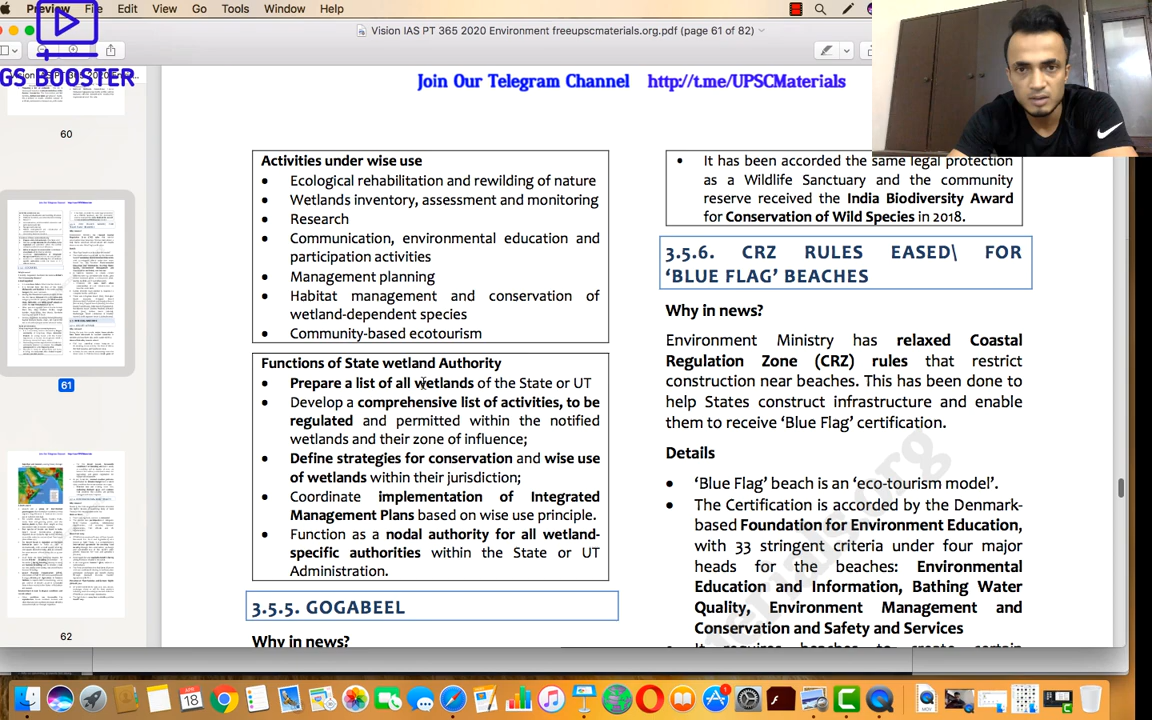 Preview File Edit View Go Tools Window Help
Vision IAS PT 365 2020 Environment freeupscmaterials.org.pdf (page 61 of 82)
GS BOOSTER
60
61
62
Join Our Telegram Channel http://t.me/UPSCMaterials
Activities under wise use
• Ecological rehabilitation and rewilding of nature
• Wetlands inventory, assessment and monitoring
• Research
• Communication, environmental education and
participation activities
• Management planning
• Habitat management and conservation of
wetland-dependent species
• Community-based ecotourism
Functions of State wetland Authority
• Prepare a list of all wetlands of the State or UT
• Develop a comprehensive list of activities, to be
regulated and permitted within the notified
wetlands and their zone of influence;
• Define strategies for conservation and wise use
of wetlands within their jurisdiction;
• Coordinate implementation of Integrated
Management Plans based on wise use principle.
• Function as a nodal authority for all wetland-
specific authorities within the State or UT
Administration.
3.5.5. GOGABEEL
Why in news?
• It has been accorded the same legal protection
as a Wildlife Sanctuary and the community
reserve received the India Biodiversity Award
for Conservation of Wild Species in 2018.
3.5.6. CRZ RULES EASED\ FOR
‘BLUE FLAG’ BEACHES
Why in news?
Environment Ministry has relaxed Coastal
Regulation Zone (CRZ) rules that restrict
construction near beaches. This has been done to
help States construct infrastructure and enable
them to receive ‘Blue Flag’ certification.
Details
• ‘Blue Flag’ beach is an ‘eco-tourism model’.
• The Certification is accorded by the Denmark-
based Foundation for Environment Education,
with 33 stringent criteria under four major
heads for the beaches: Environmental
Education and Information, Bathing Water
Quality, Environment Management and
Conservation and Safety and Services
• It requires beaches to create certain
APR
18